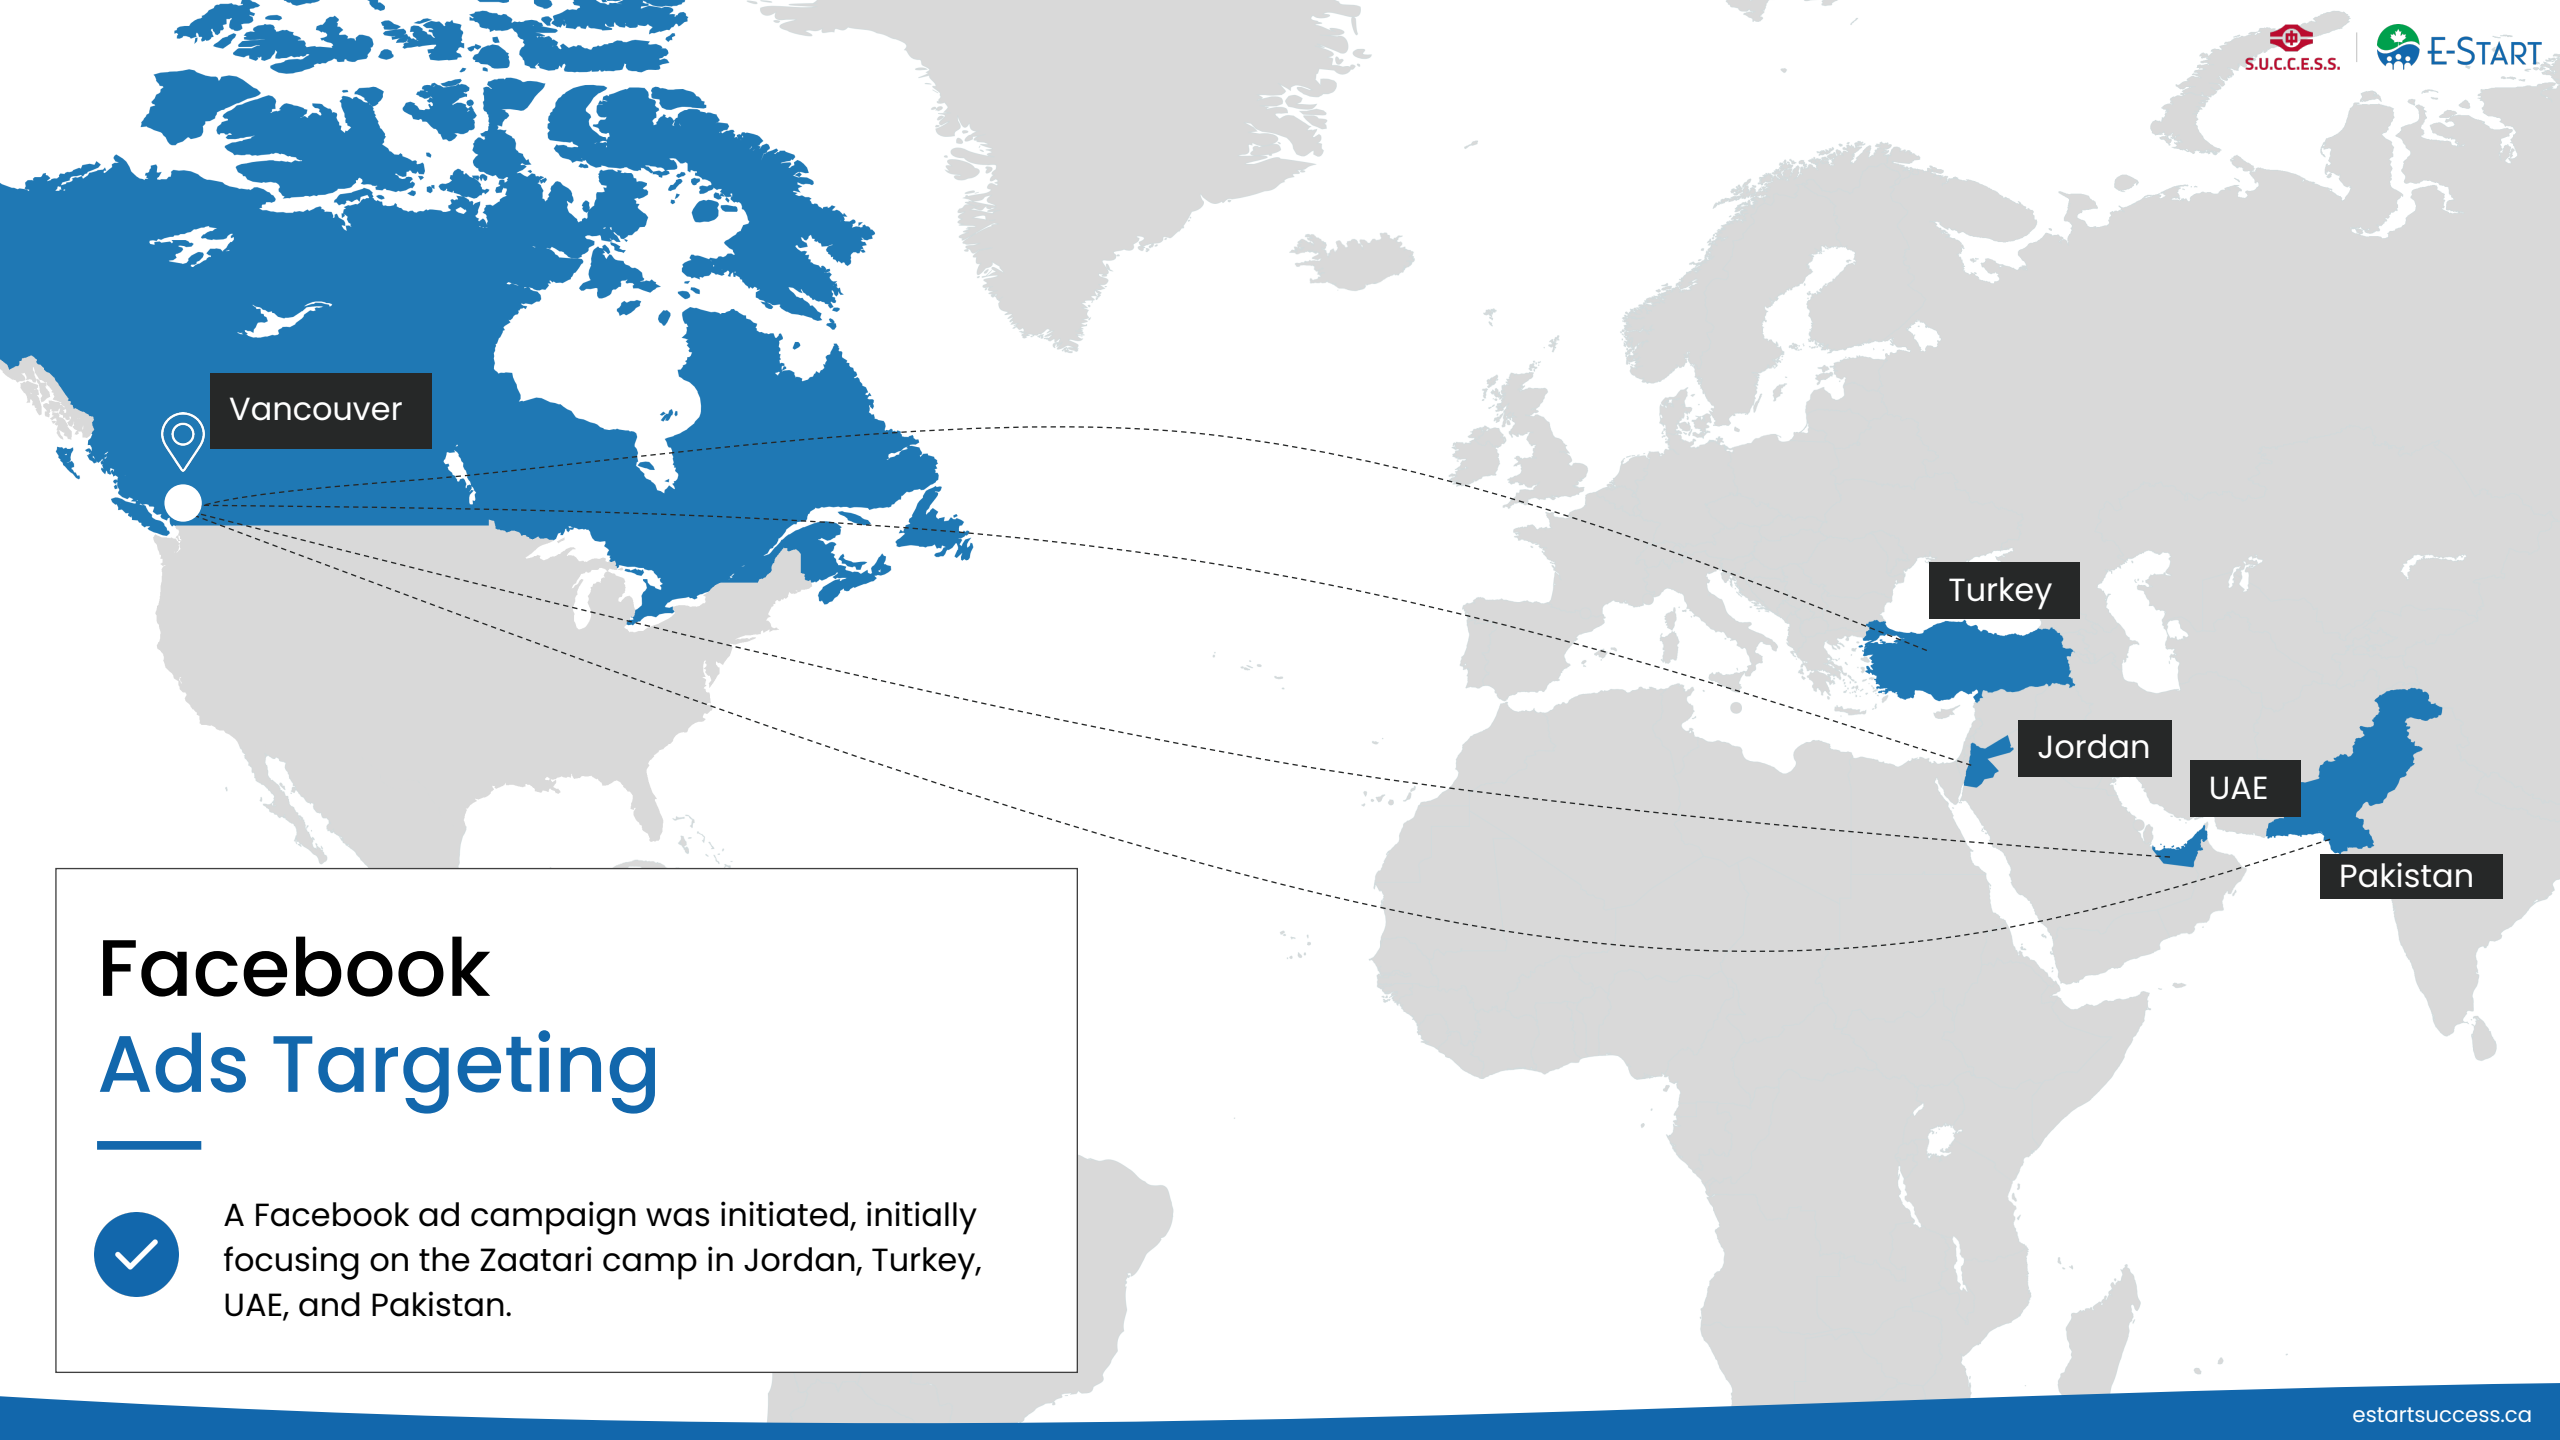 S.U.C.C.E.S.S.
E-START
Vancouver
Turkey
Jordan
UAE
Pakistan
Facebook
Ads Targeting
A Facebook ad campaign was initiated, initially
focusing on the Zaatari camp in Jordan, Turkey,
UAE, and Pakistan.
estartsuccess.ca